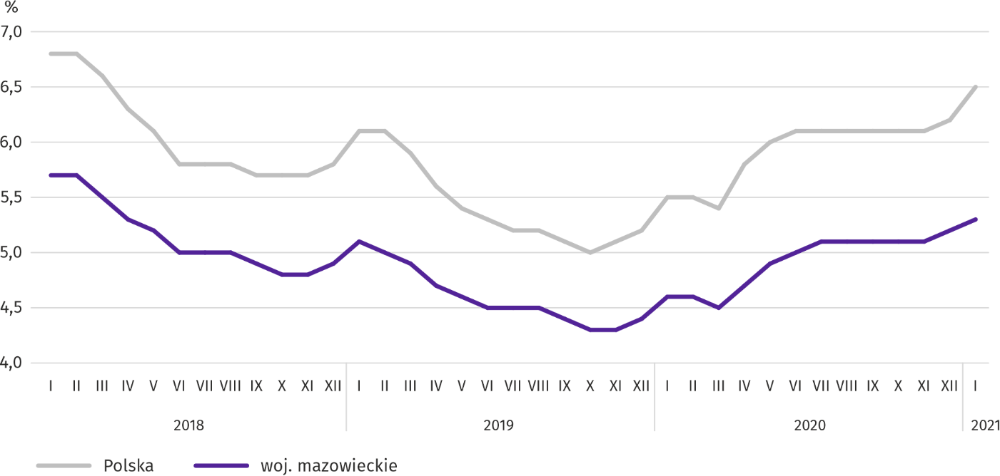 %
7,0
6,5
6,0
5,5
5,0
4,5
4,0
I II III IV V VI VII VIII IX X XI XII I II III IV V VI VII VIII IX X XI XII I II III IV V VI VII VIII IX X XI XII I
2018 2019 2020 2021
Polska woj. mazowieckie